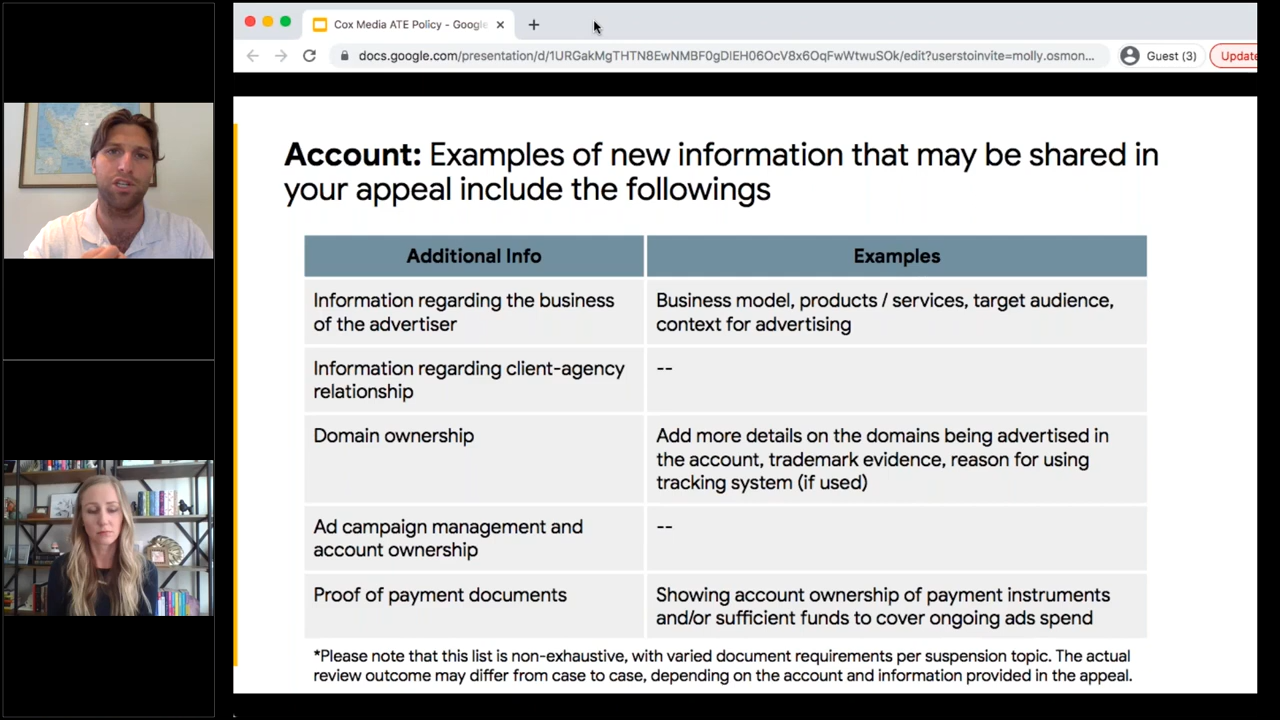 Cox Media ATE Policy - Google
docs.google.com/presentation/d/1URGakMgTHTN8EwNMBF0gDIEH06OcV8x6OqFwWtwuSOk/edit?userstoinvite=molly.osmon...
Guest (3)
Update
Account: Examples of new information that may be shared in
your appeal include the followings
Additional Info
Examples
Information regarding the business
of the advertiser
Business model, products / services, target audience,
context for advertising
Information regarding client-agency
relationship
--
Domain ownership
Add more details on the domains being advertised in
the account, trademark evidence, reason for using
tracking system (if used)
Ad campaign management and
account ownership
--
Proof of payment documents
Showing account ownership of payment instruments
and/or sufficient funds to cover ongoing ads spend
*Please note that this list is non-exhaustive, with varied document requirements per suspension topic. The actual
review outcome may differ from case to case, depending on the account and information provided in the appeal.